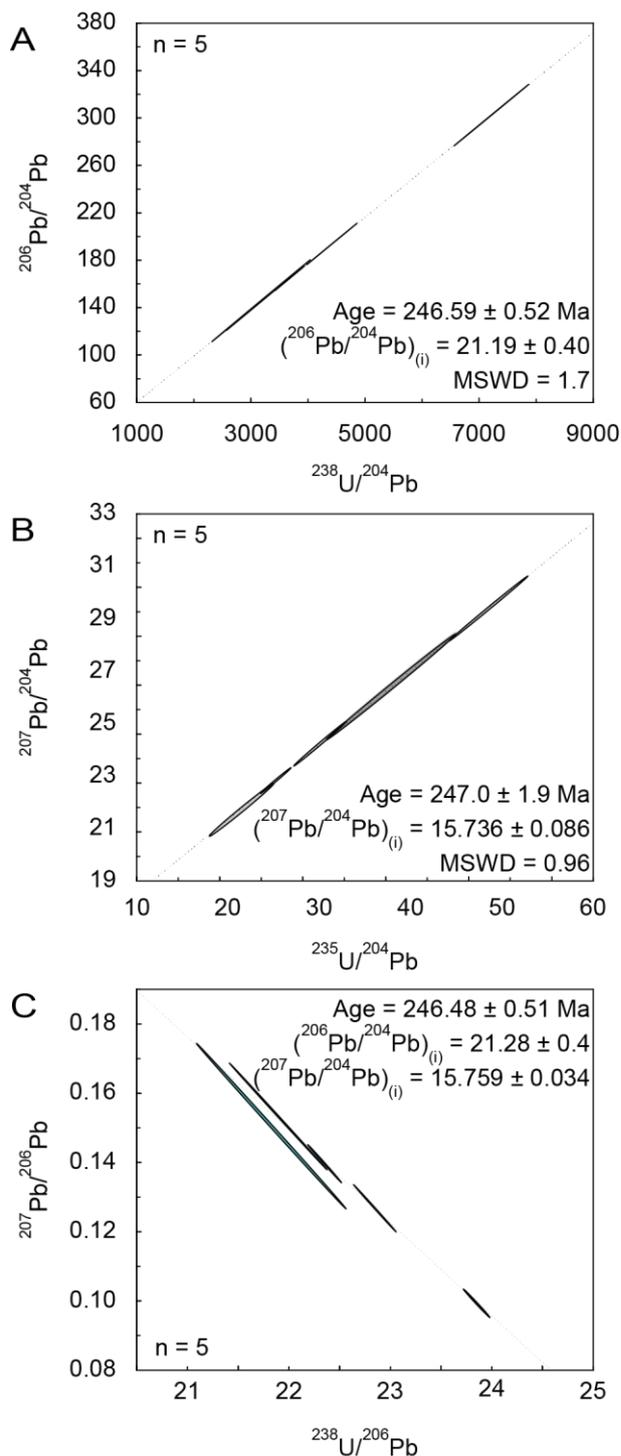 A
n = 5
380
340
300
260
220
180
140
100
60
²⁰⁶Pb/²⁰⁴Pb
Age = 246.59 ± 0.52 Ma
(²⁰⁶Pb/²⁰⁴Pb)₍ᵢ₎ = 21.19 ± 0.40
MSWD = 1.7
1000 3000 5000 7000 9000
²³⁸U/²⁰⁴Pb
B
n = 5
33
31
29
27
25
23
21
19
²⁰⁷Pb/²⁰⁴Pb
Age = 247.0 ± 1.9 Ma
(²⁰⁷Pb/²⁰⁴Pb)₍ᵢ₎ = 15.736 ± 0.086
MSWD = 0.96
10 20 30 40 50 60
²³⁵U/²⁰⁴Pb
C
Age = 246.48 ± 0.51 Ma
(²⁰⁶Pb/²⁰⁴Pb)₍ᵢ₎ = 21.28 ± 0.4
(²⁰⁷Pb/²⁰⁴Pb)₍ᵢ₎ = 15.759 ± 0.034
0.18
0.16
0.14
0.12
0.10
0.08
²⁰⁷Pb/²⁰⁶Pb
n = 5
21 22 23 24 25
²³⁸U/²⁰⁶Pb